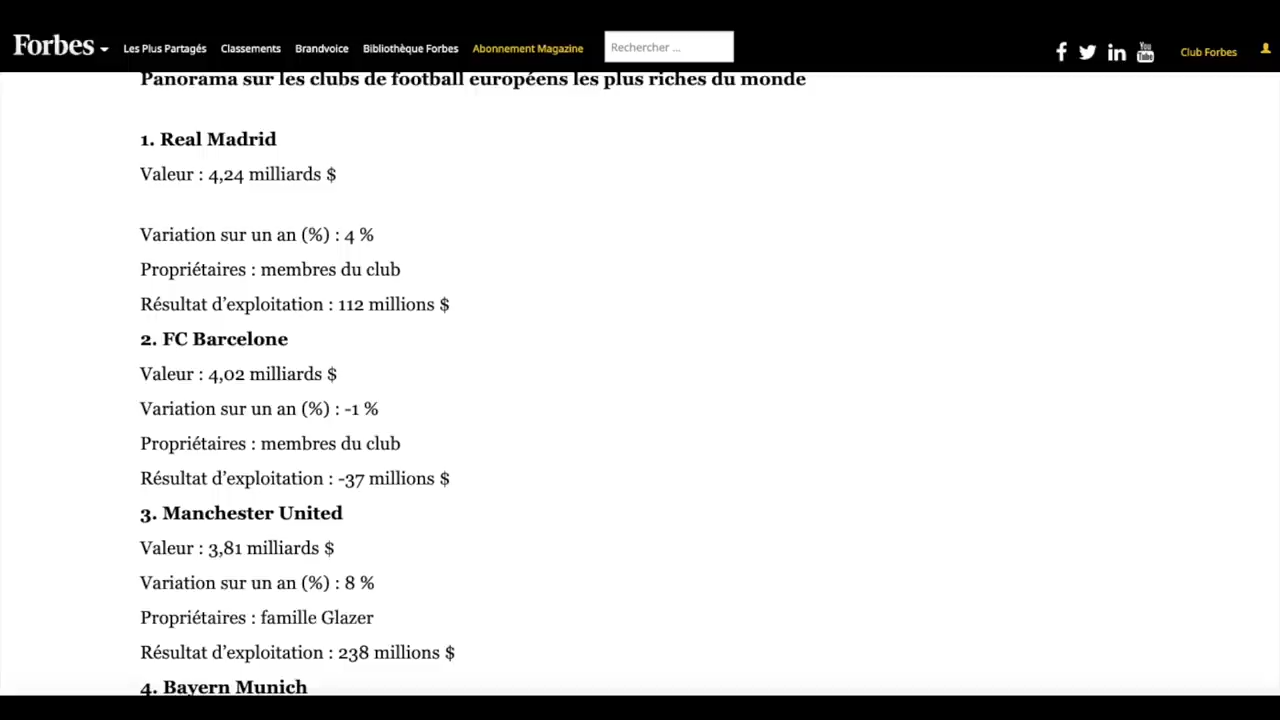 Forbes Les Plus Partagés Classements Brandvoice Bibliothèque Forbes Abonnement Magazine Rechercher ... You Tube Club Forbes
Panorama sur les clubs de football européens les plus riches du monde
1. Real Madrid
Valeur : 4,24 milliards $
Variation sur un an (%) : 4 %
Propriétaires : membres du club
Résultat d’exploitation : 112 millions $
2. FC Barcelone
Valeur : 4,02 milliards $
Variation sur un an (%) : -1 %
Propriétaires : membres du club
Résultat d’exploitation : -37 millions $
3. Manchester United
Valeur : 3,81 milliards $
Variation sur un an (%) : 8 %
Propriétaires : famille Glazer
Résultat d’exploitation : 238 millions $
4. Bayern Munich